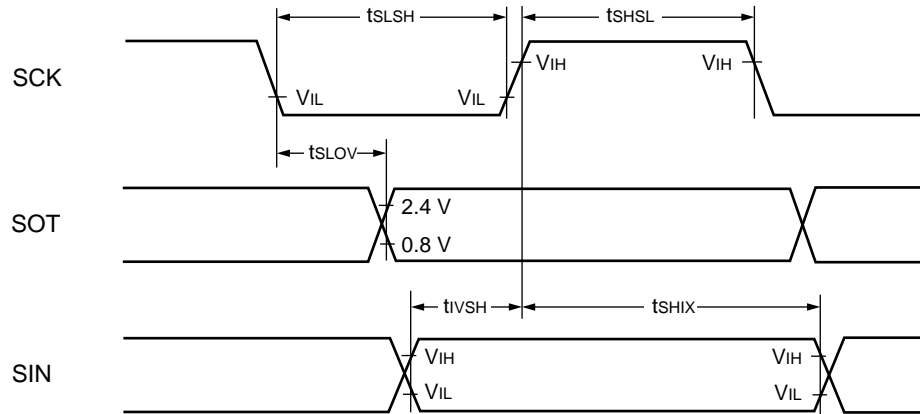 tSLSH tSHSL
SCK VIL VIL VIH VIH
tSLOV
SOT 2.4 V
0.8 V
tIVSH tSHIX
SIN VIH VIH
VIL VIL